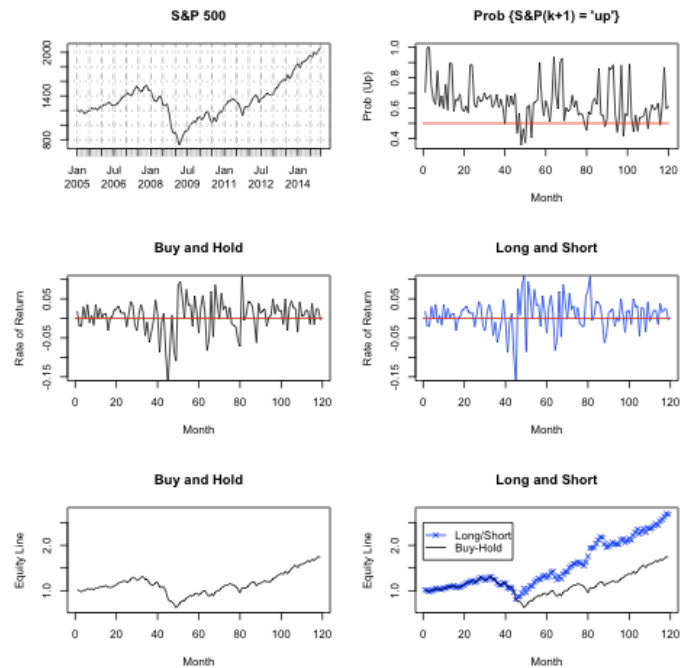 S&P 500
2000
1400
800
Jan Jul Jan Jul Jan Jul Jan
2005 2006 2008 2009 2011 2012 2014
Prob {S&P(k+1) = 'up'}
Prob (Up)
1.0
0.8
0.6
0.4
0 20 40 60 80 100 120
Month
Buy and Hold
Rate of Return
0.05
-0.05
-0.15
0 20 40 60 80 100 120
Month
Long and Short
Rate of Return
0.05
-0.05
-0.15
0 20 40 60 80 100 120
Month
Buy and Hold
Equity Line
2.0
1.0
0 20 40 60 80 100 120
Month
Long and Short
Equity Line
2.0
1.0
Long/Short
Buy-Hold
0 20 40 60 80 100 120
Month